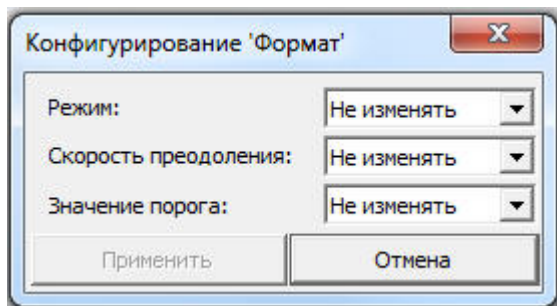 Конфигурирование 'Формат'
Режим: Не изменять
Скорость преодоления: Не изменять
Значение порога: Не изменять
Применить Отмена